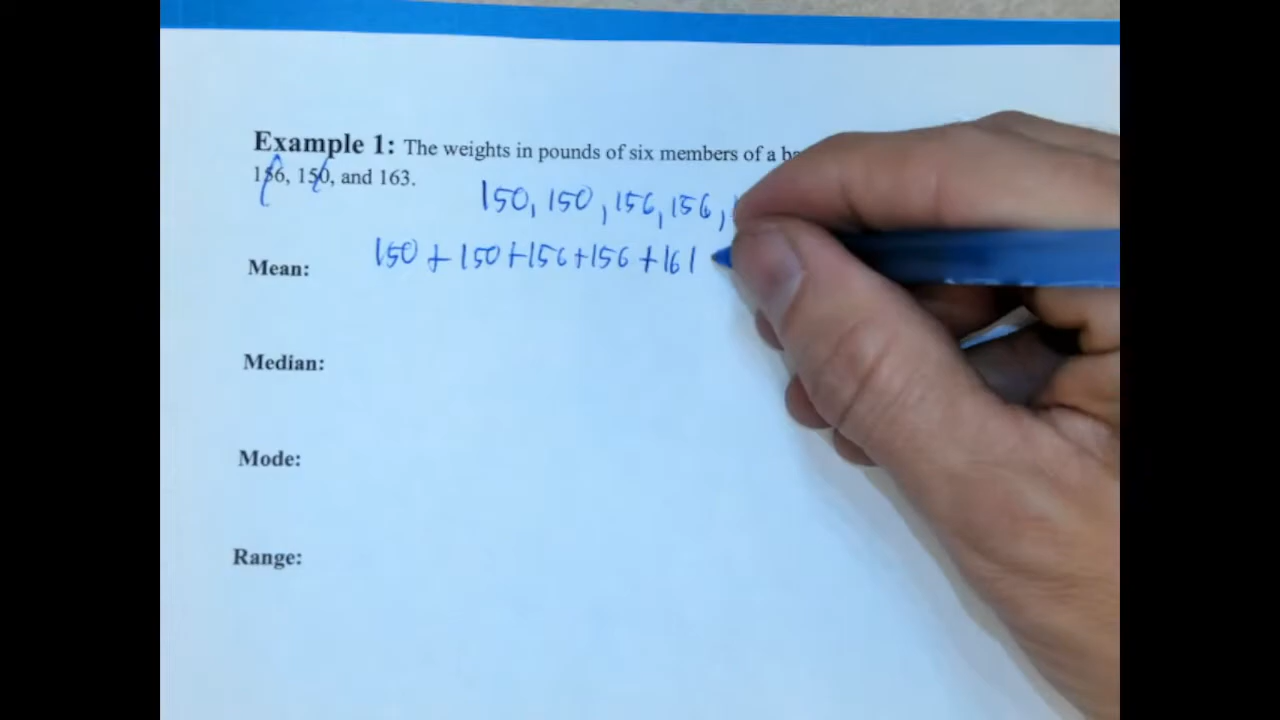 Example 1: The weights in pounds of six members of a
156, 150, and 163.
150, 150, 156, 156,
Mean: 150 + 150 + 156 + 156 + 161
Median:
Mode:
Range: